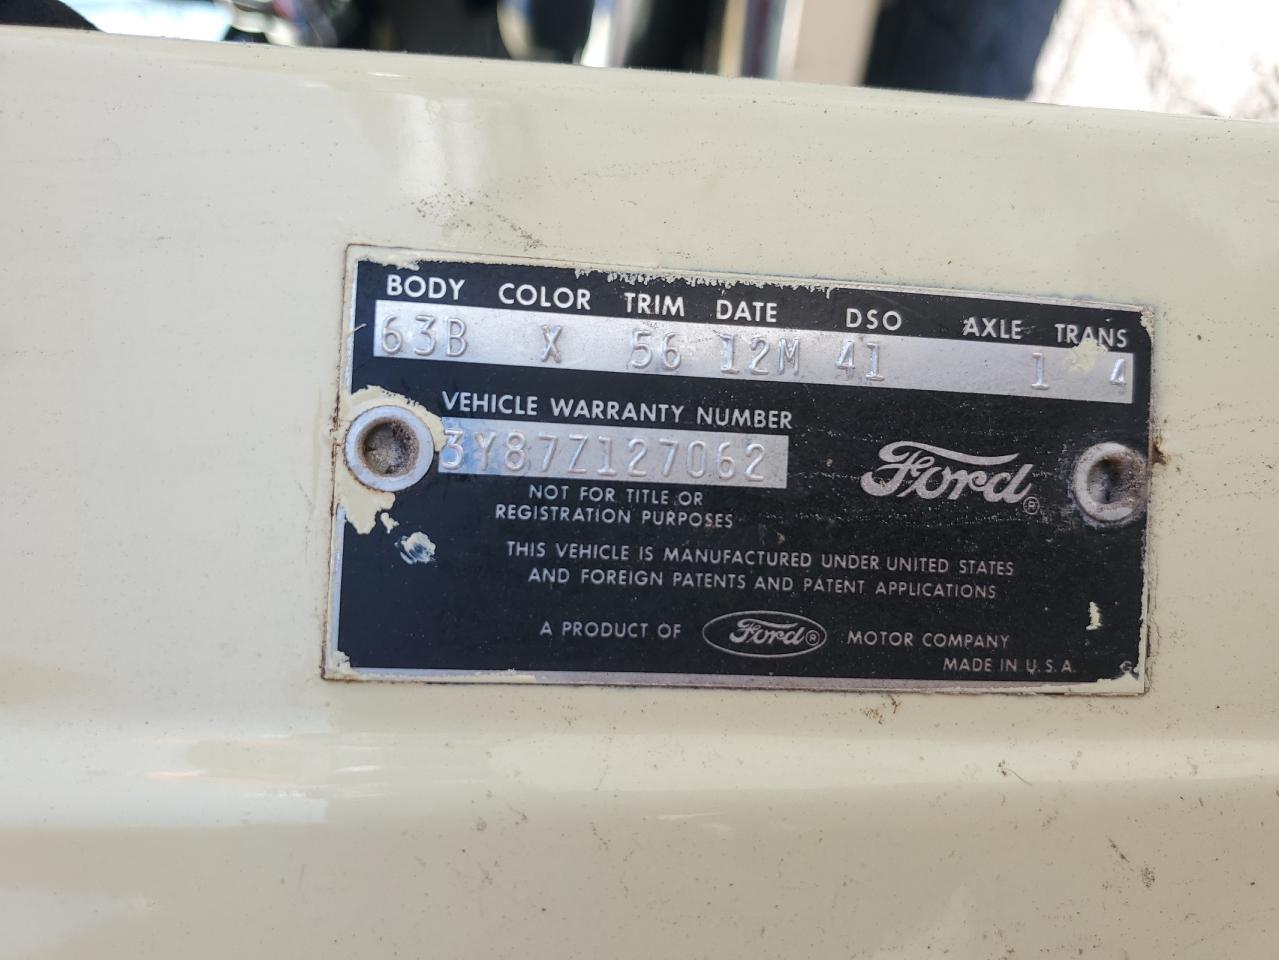 BODY COLOR TRIM DATE DSO AXLE TRANS
63B X 56 12M 41 1 4
VEHICLE WARRANTY NUMBER
3Y87Z127062
NOT FOR TITLE OR
REGISTRATION PURPOSES
Ford®
THIS VEHICLE IS MANUFACTURED UNDER UNITED STATES
AND FOREIGN PATENTS AND PATENT APPLICATIONS
A PRODUCT OF Ford® MOTOR COMPANY
MADE IN U.S.A.
G